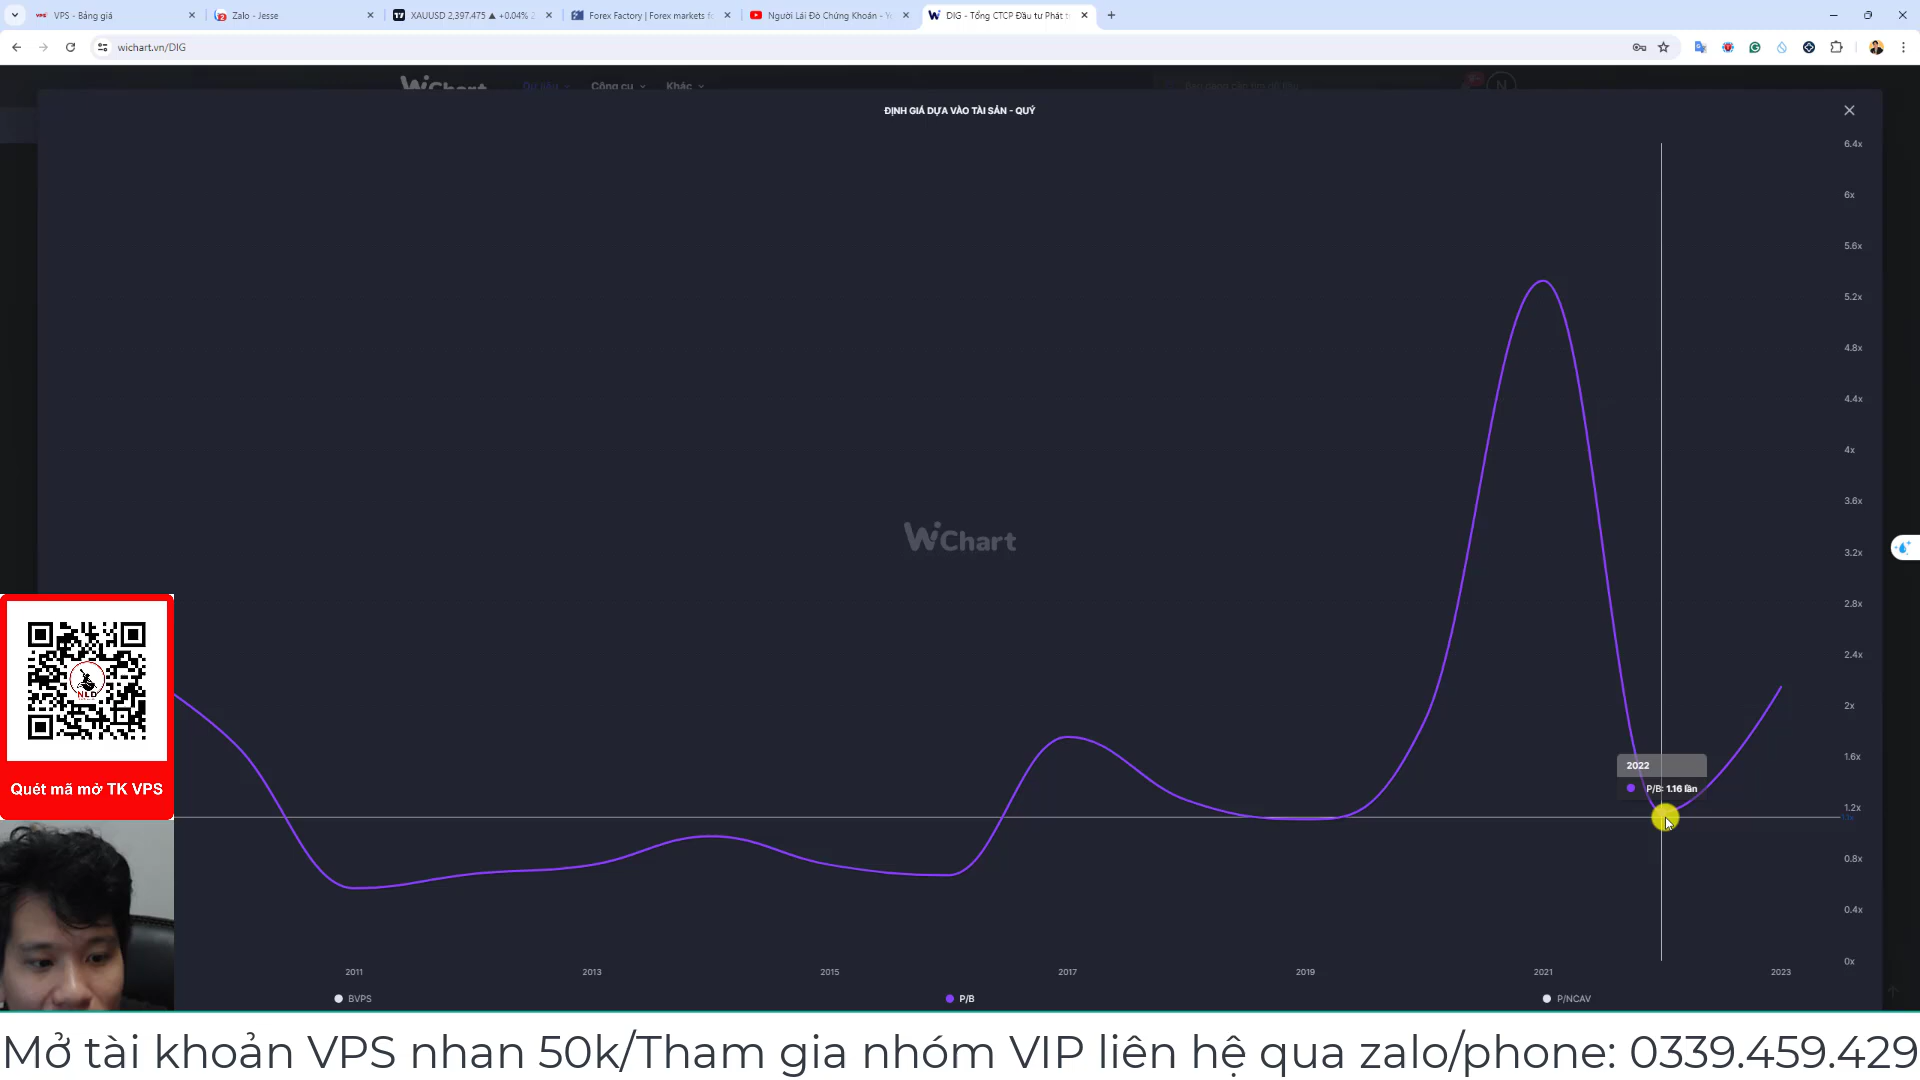 VPS - Bảng giá
Zalo - Jesse
XAUUSD 2,397.475 ▲ +0.04%
Forex Factory | Forex markets
Người Lái Đò Chứng Khoán -
DIG - Tổng CTCP Đầu tư Phát
wichart.vn/DIG
WiChart
Dữ liệu
Công cụ
Khác
N
ĐỊNH GIÁ DỰA VÀO TÀI SẢN - QUÝ
6.4x
6x
5.6x
5.2x
4.8x
4.4x
4x
3.6x
WiChart
3.2x
2.8x
2.4x
2x
1.6x
2022
P/B: 1.16 lần
1.2x
0.8x
0.4x
0x
NLD
Quét mã mở TK VPS
2011
2013
2015
2017
2019
2021
2023
BVPS
P/B
P/NCAV
Mở tài khoản VPS nhan 50k/Tham gia nhóm VIP liên hệ qua zalo/phone: 0339.459.429